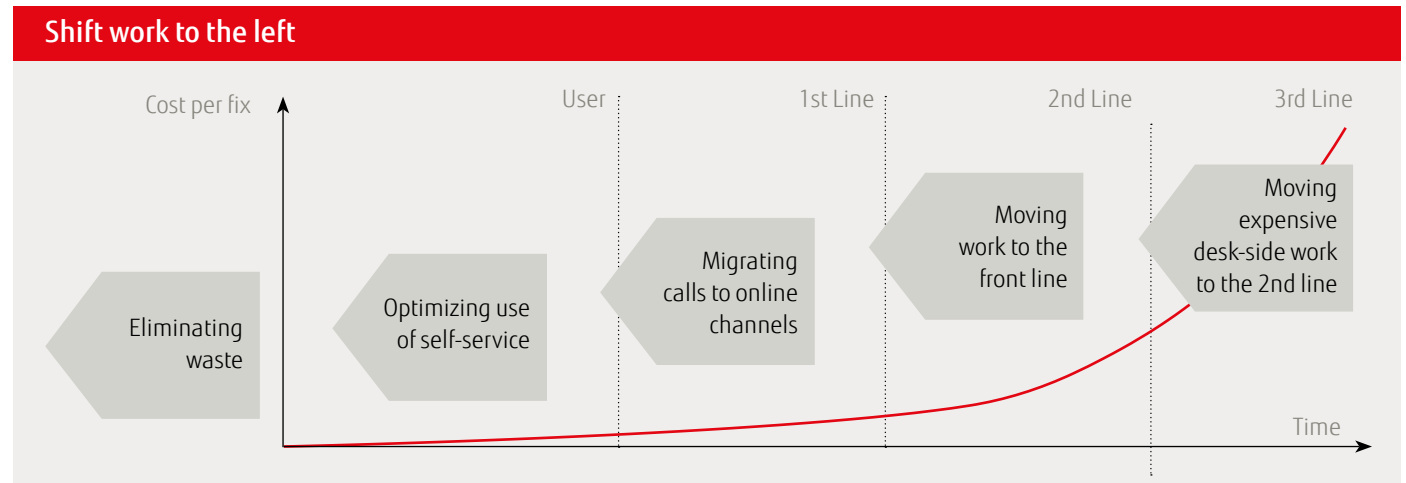 Shift work to the left
Cost per fix
User
1st Line
2nd Line
3rd Line
Eliminating
waste
Optimizing use
of self-service
Migrating
calls to online
channels
Moving
work to the
front line
Moving
expensive
desk-side work
to the 2nd line
Time